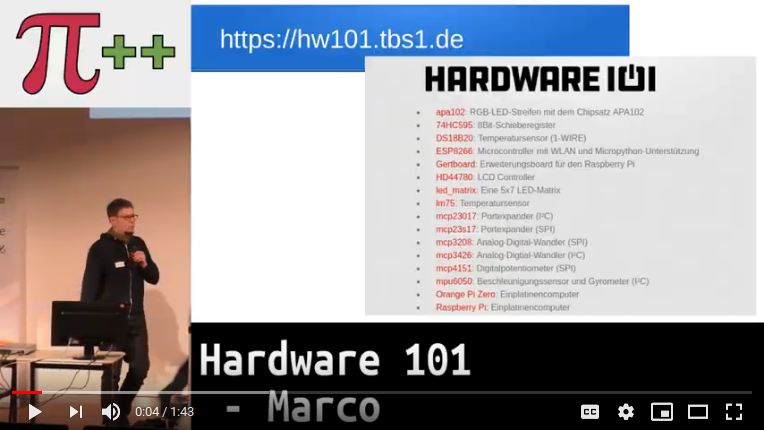 π++
https://hw101.tbs1.de
HARDWARE 101
• apa102: RGB-LED-Streifen mit dem Chipsatz APA102
• 74HC595: 8Bit-Schieberegister
• DS18B20: Temperatursensor (1-WIRE)
• ESP8266: Microcontroller mit WLAN und Micropython-Unterstützung
• Gertboard: Erweiterungsboard für den Raspberry Pi
• HD44780: LCD Controller
• led_matrix: Eine 5x7 LED-Matrix
• lm75: Temperatursensor
• mcp23017: Portexpander (I²C)
• mcp23s17: Portexpander (SPI)
• mcp3208: Analog-Digital-Wandler (SPI)
• mcp3426: Analog-Digital-Wandler (I²C)
• mcp4151: Digitalpotentiometer (SPI)
• mpu6050: Beschleunigungssensor und Gyrometer (I²C)
• Orange Pi Zero: Einplatinencomputer
• Raspberry Pi: Einplatinencomputer
Hardware 101
- Marco
0:04 / 1:43
CC